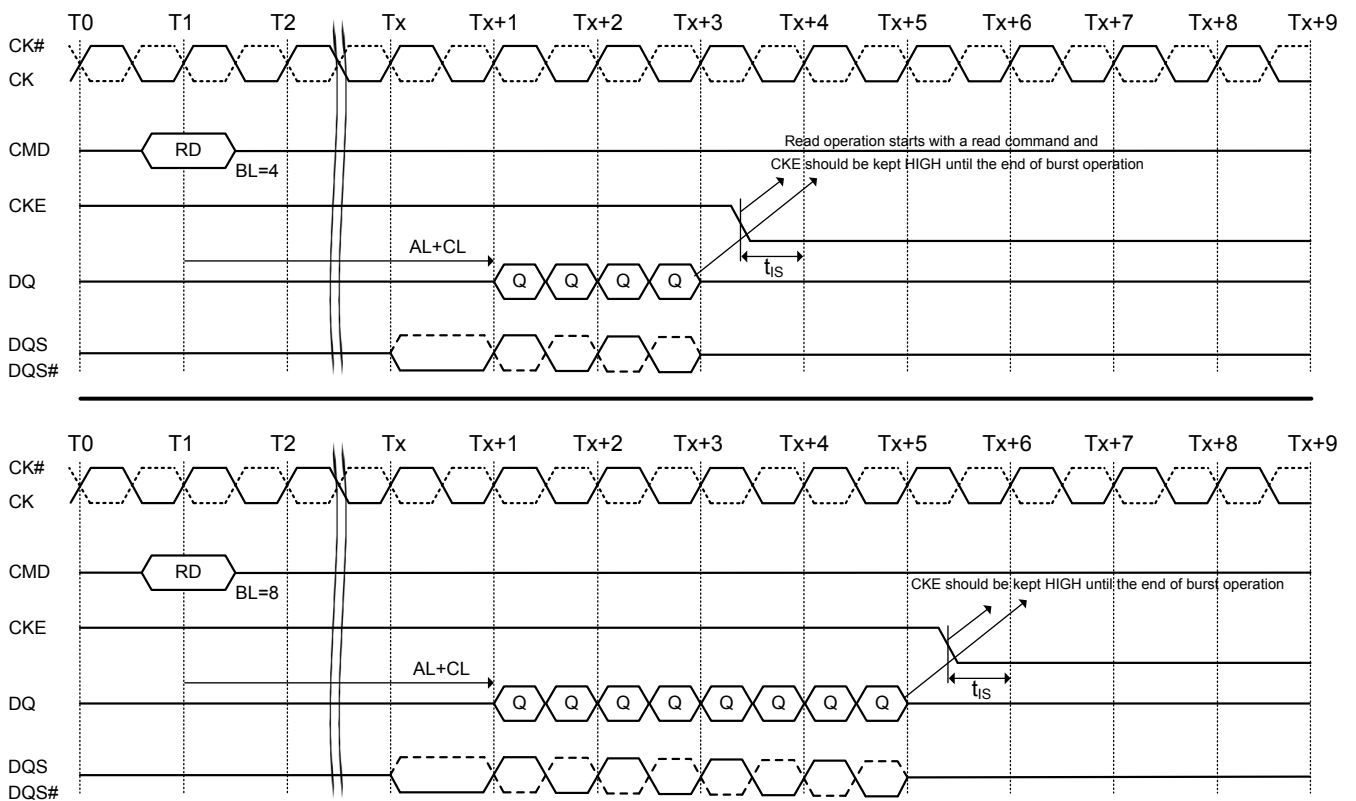 T0 T1 T2 Tx Tx+1 Tx+2 Tx+3 Tx+4 Tx+5 Tx+6 Tx+7 Tx+8 Tx+9
CK#
CK
CMD RD BL=4
Read operation starts with a read command and
CKE should be kept HIGH until the end of burst operation
CKE
AL+CL
tIS
DQ Q Q Q Q
DQS
DQS#
T0 T1 T2 Tx Tx+1 Tx+2 Tx+3 Tx+4 Tx+5 Tx+6 Tx+7 Tx+8 Tx+9
CK#
CK
CMD RD BL=8
CKE should be kept HIGH until the end of burst operation
CKE
AL+CL
tIS
DQ Q Q Q Q Q Q Q Q
DQS
DQS#